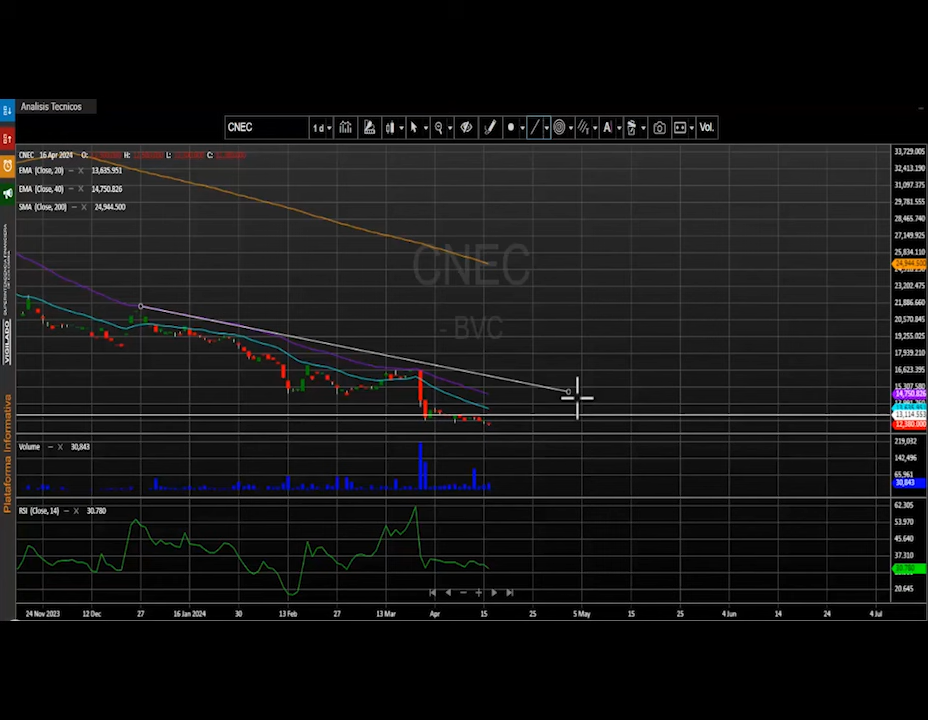 Analisis Tecnicos
CNEC
1 d
Vol.
CNEC 16 Apr 2024 O: H: L: C:
EMA (Close, 20) – X 13,635.951
EMA (Close, 40) – X 14,750.826
SMA (Close, 200) – X 24,944.500
CNEC
- BVC
33,729.005
32,413.190
31,097.375
29,781.555
28,465.740
27,149.925
25,834.110
24,944.500
23,202.475
21,886.660
20,570.845
19,255.025
17,939.210
16,623.395
15,307.580
14,750.826
13,114.553
12,380.000
Volume – X 30,843
219,032
142,496
65,961
30,843
RSI (Close, 14) – X 30.780
62.305
53.970
45.640
37.310
30.780
20.645
24 Nov 2023 12 Dec 27 16 Jan 2024 30 13 Feb 27 13 Mar Apr 15 25 5 May 15 25 4 Jun 14 24 4 Jul
VIGILADO SUPERINTENDENCIA FINANCIERA DE COLOMBIA
Plataforma Informativa